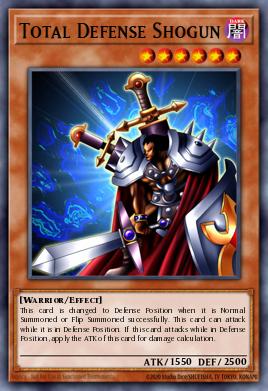 TOTAL DEFENSE SHOGUN
DARK
闇
[WARRIOR/EFFECT]
This card is changed to Defense Position when it is Normal
Summoned or Flip Summoned successfully. This card can attack
while it is in Defense Position. If this card attacks while in Defense
Position, apply the ATK of this card for damage calculation.
ATK/1550 DEF/2500